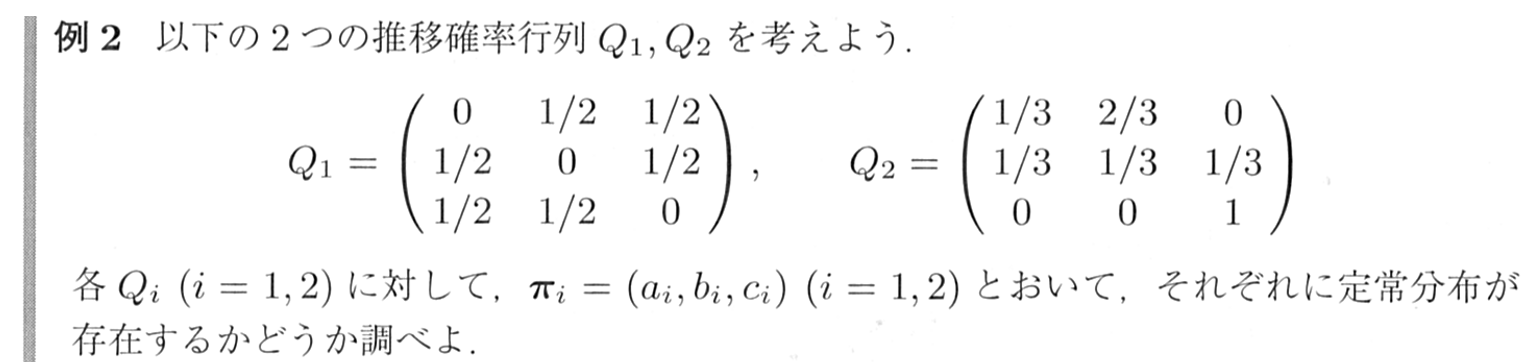 例 2 以下の 2 つの推移確率行列 Q₁, Q₂ を考えよう．
Q₁ = ( 0 1/2 1/2 ; 1/2 0 1/2 ; 1/2 1/2 0 ) , Q₂ = ( 1/3 2/3 0 ; 1/3 1/3 1/3 ; 0 0 1 )
各 Qᵢ (i = 1, 2) に対して，πᵢ = (aᵢ, bᵢ, cᵢ) (i = 1, 2) とおいて，それぞれに定常分布が
存在するかどうか調べよ．